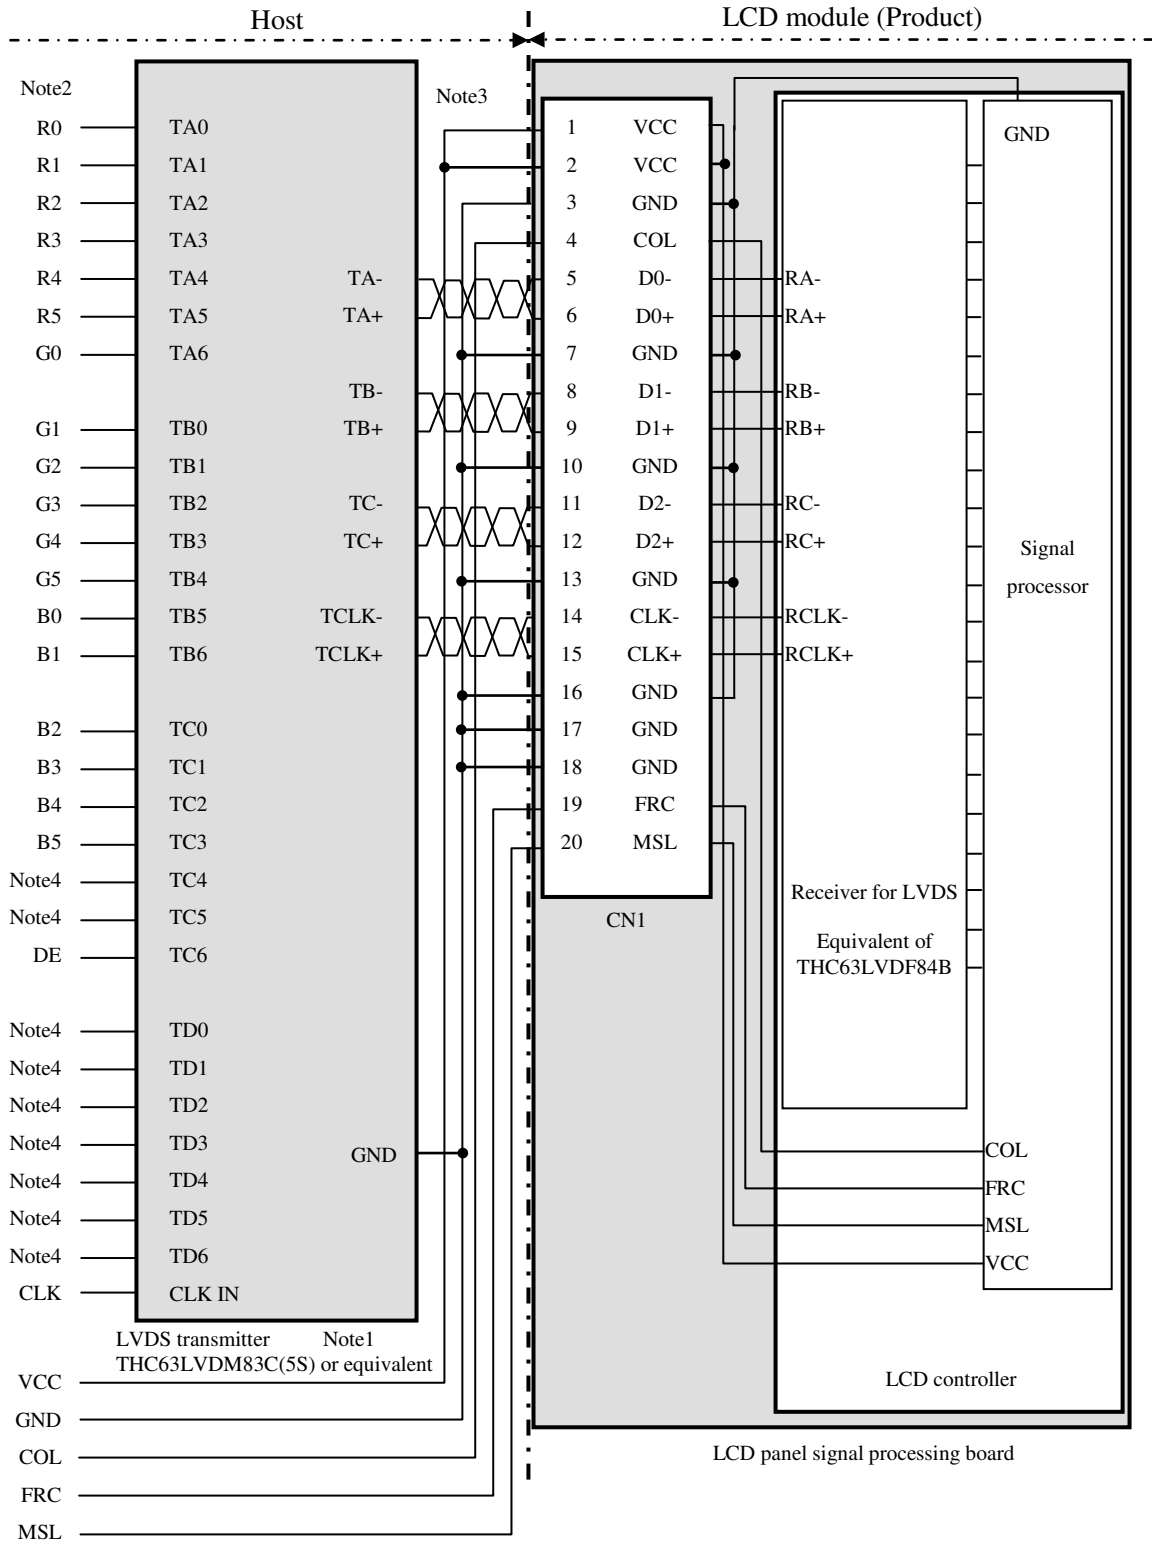 Host
LCD module (Product)
Note2
Note3
R0 TA0 1 VCC GND
R1 TA1 2 VCC
R2 TA2 3 GND
R3 TA3 4 COL
R4 TA4 TA- 5 D0- RA-
R5 TA5 TA+ 6 D0+ RA+
G0 TA6 7 GND
TB- 8 D1- RB-
G1 TB0 TB+ 9 D1+ RB+
G2 TB1 10 GND
G3 TB2 TC- 11 D2- RC-
G4 TB3 TC+ 12 D2+ RC+
Signal
processor
G5 TB4 13 GND
B0 TB5 TCLK- 14 CLK- RCLK-
B1 TB6 TCLK+ 15 CLK+ RCLK+
16 GND
B2 TC0 17 GND
B3 TC1 18 GND
B4 TC2 19 FRC
B5 TC3 20 MSL
Note4 TC4
Receiver for LVDS
Note4 TC5
CN1
Equivalent of
THC63LVDF84B
DE TC6
Note4 TD0
Note4 TD1
Note4 TD2
Note4 TD3 GND COL
Note4 TD4 FRC
Note4 TD5 MSL
Note4 TD6 VCC
CLK CLK IN
LVDS transmitter Note1
THC63LVDM83C(5S) or equivalent
VCC
LCD controller
GND
COL
LCD panel signal processing board
FRC
MSL